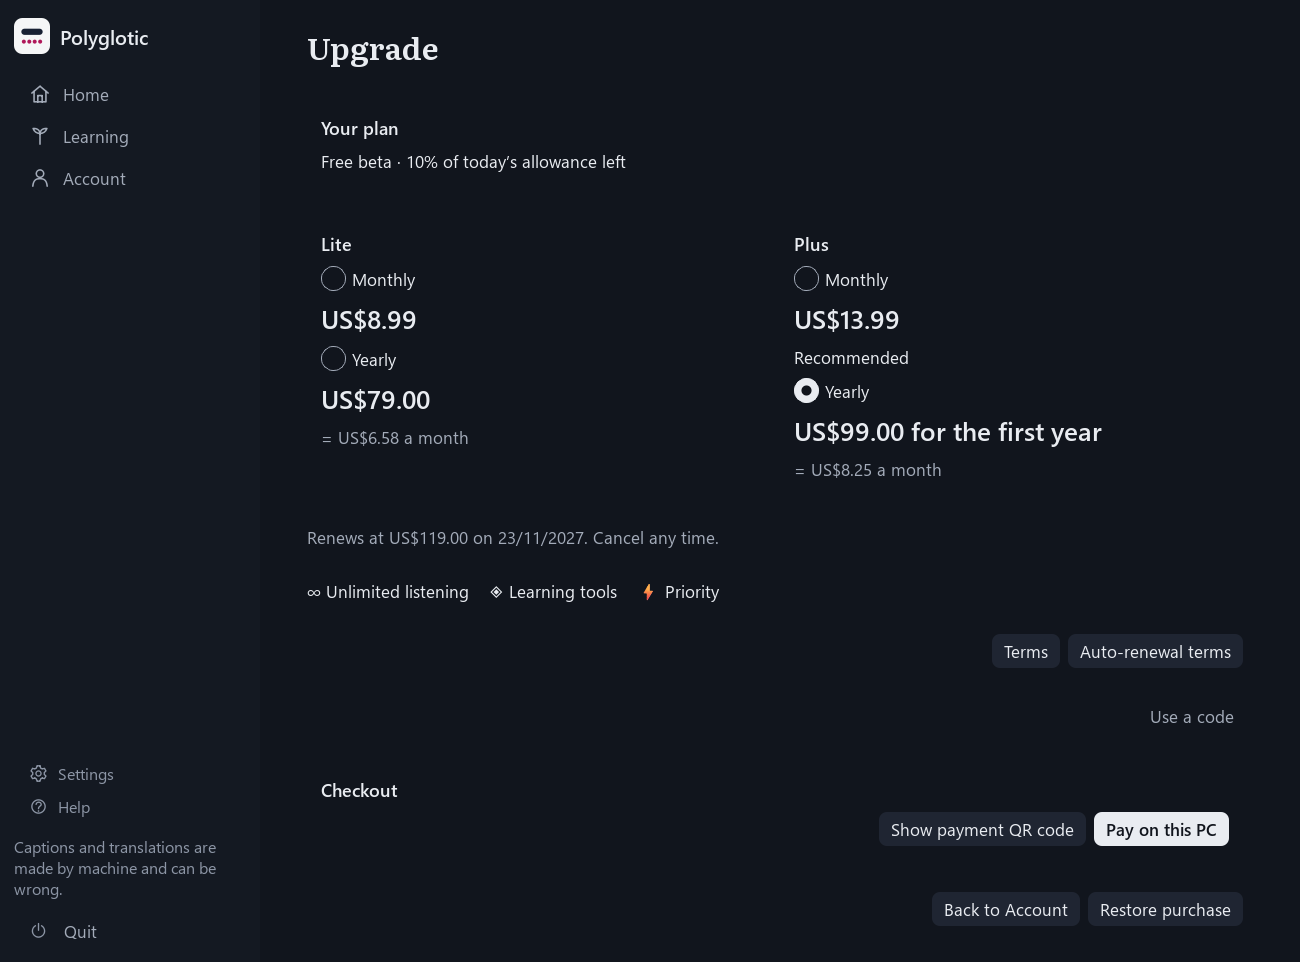 Polyglotic
Home
Learning
Account
Settings
Help
Captions and translations are
made by machine and can be
wrong.
Quit
Upgrade
Your plan
Free beta · 10% of today’s allowance left
Lite
Monthly
US$8.99
Yearly
US$79.00
= US$6.58 a month
Plus
Monthly
US$13.99
Recommended
Yearly
US$99.00 for the first year
= US$8.25 a month
Renews at US$119.00 on 23/11/2027. Cancel any time.
∞ Unlimited listening
Learning tools
Priority
Terms
Auto-renewal terms
Use a code
Checkout
Show payment QR code
Pay on this PC
Back to Account
Restore purchase